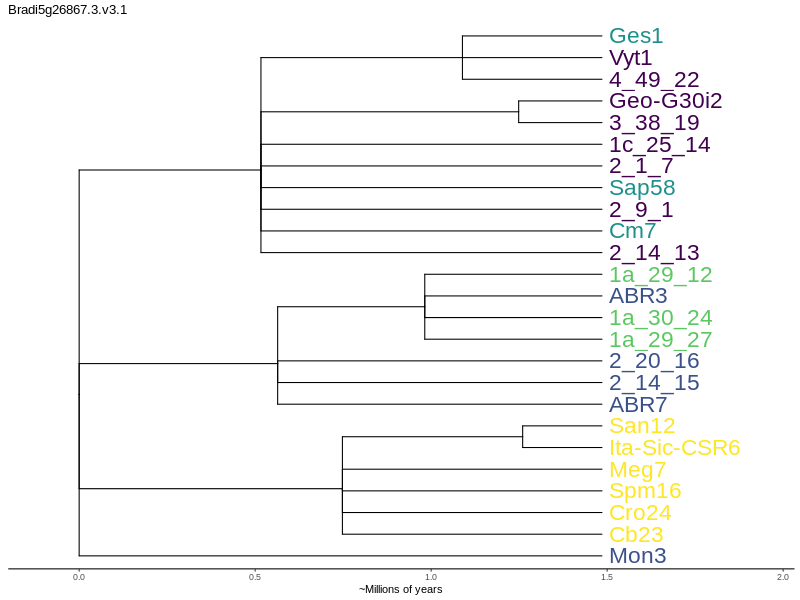 Bradi5g26867.3.v3.1
Ges1
Vyt1
4_49_22
Geo-G30i2
3_38_19
1c_25_14
2_1_7
Sap58
2_9_1
Cm7
2_14_13
1a_29_12
ABR3
1a_30_24
1a_29_27
2_20_16
2_14_15
ABR7
San12
Ita-Sic-CSR6
Meg7
Spm16
Cro24
Cb23
Mon3
0.0 0.5 1.0 1.5 2.0
~Millions of years